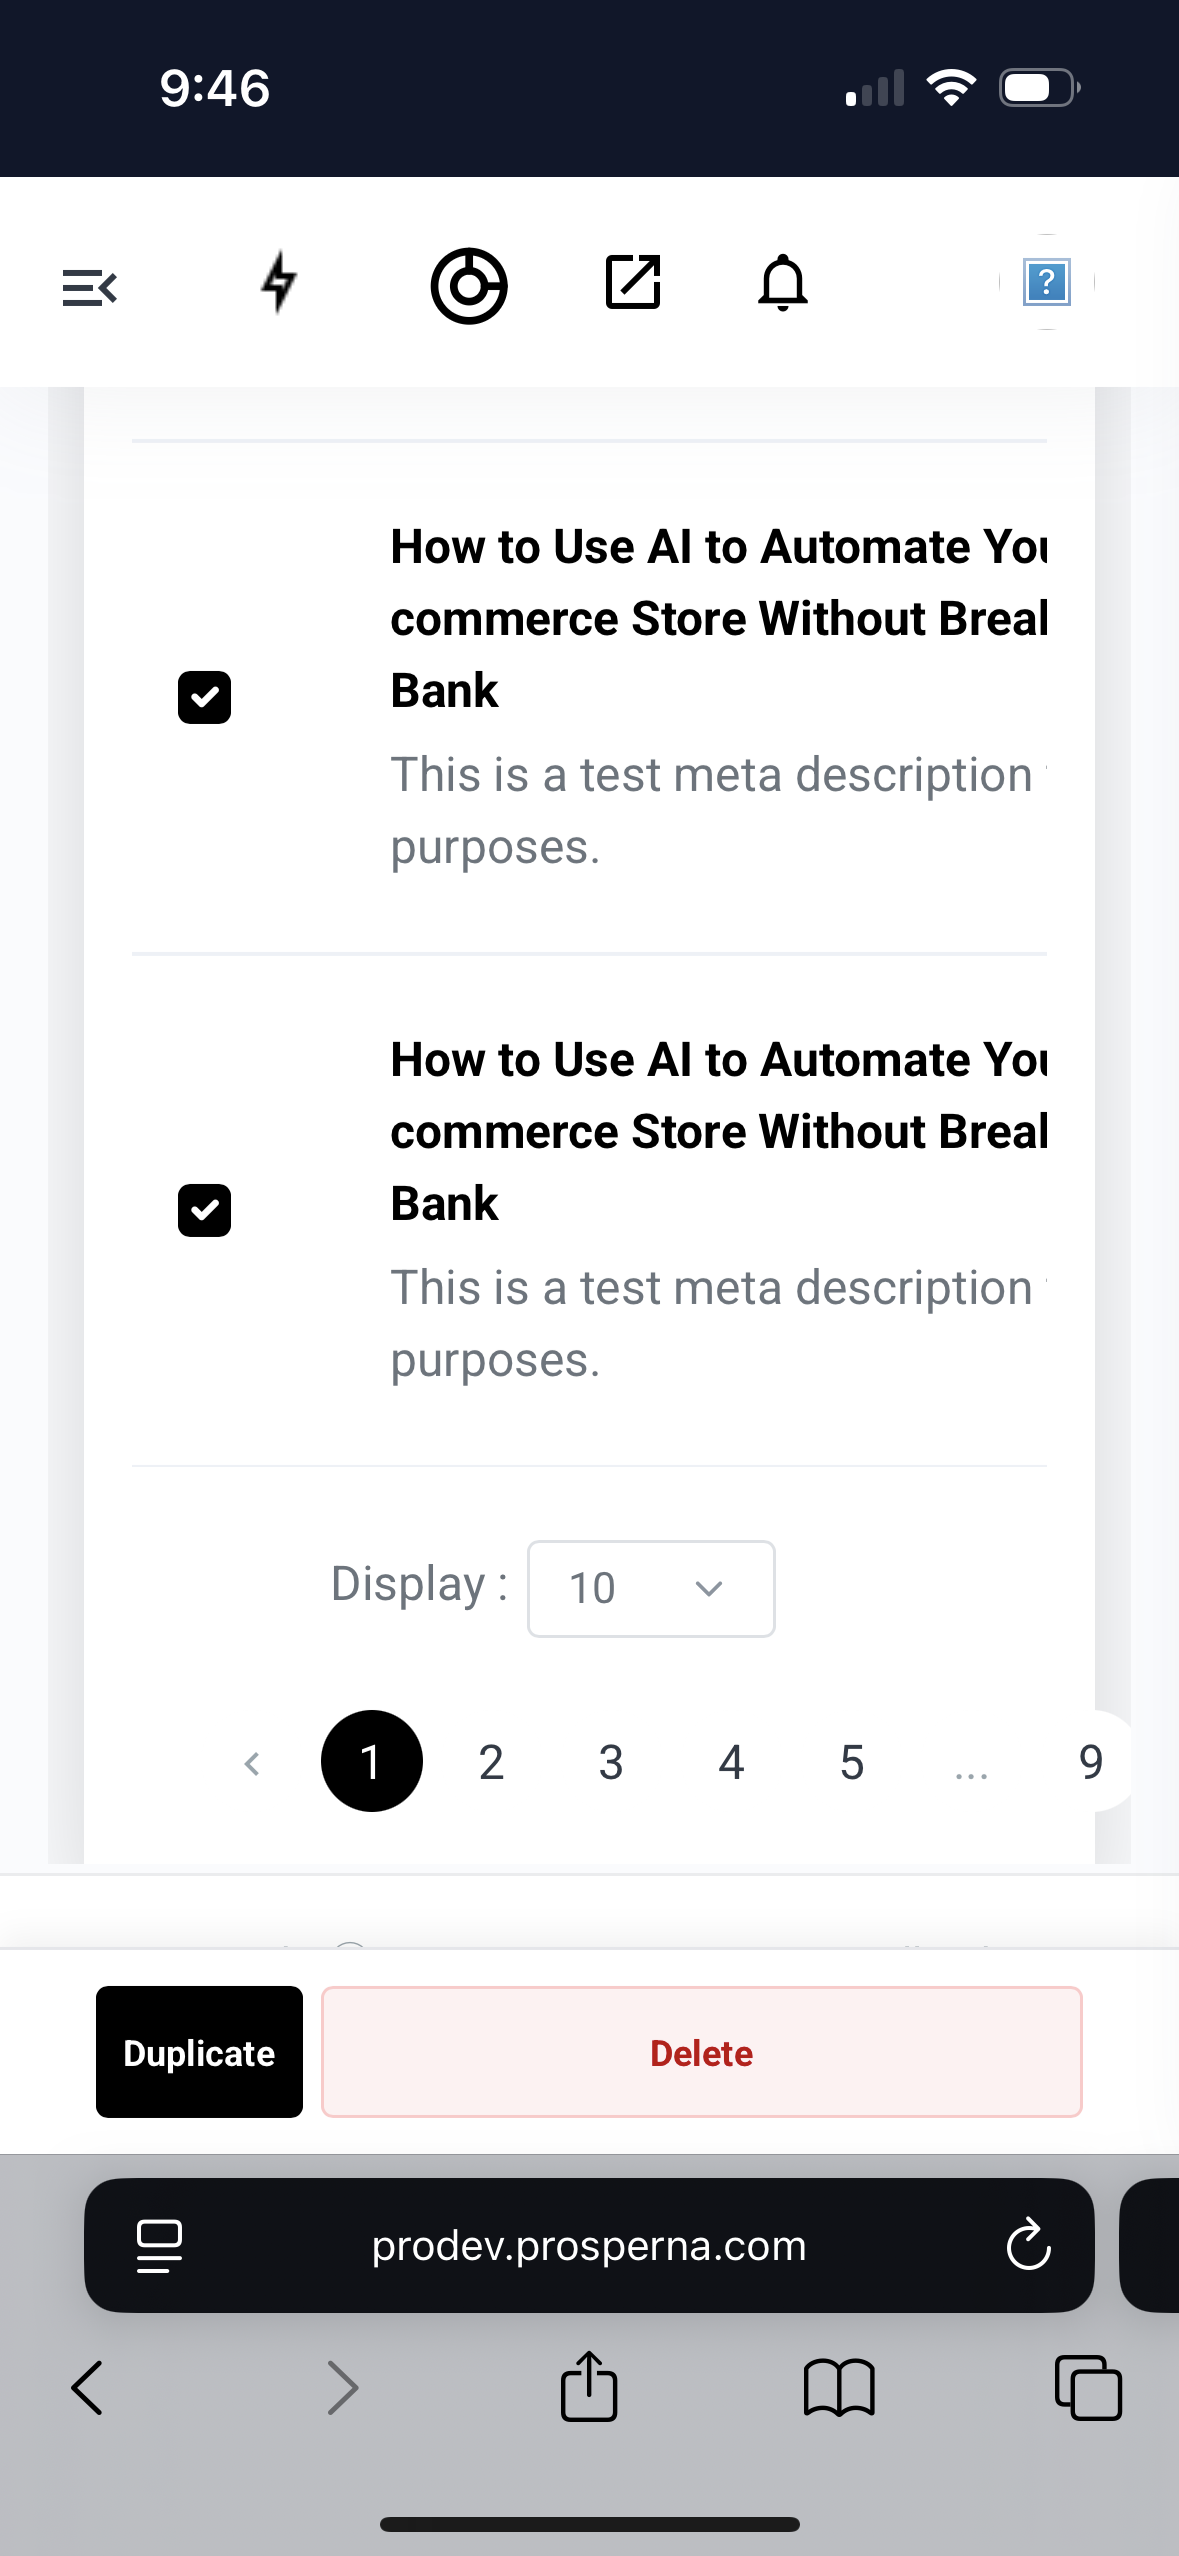 9:46
?
How to Use AI to Automate You
commerce Store Without Break
Bank
This is a test meta description
purposes.
How to Use AI to Automate You
commerce Store Without Break
Bank
This is a test meta description
purposes.
Display : 10
1 2 3 4 5 ... 9
Duplicate Delete
prodev.prosperna.com